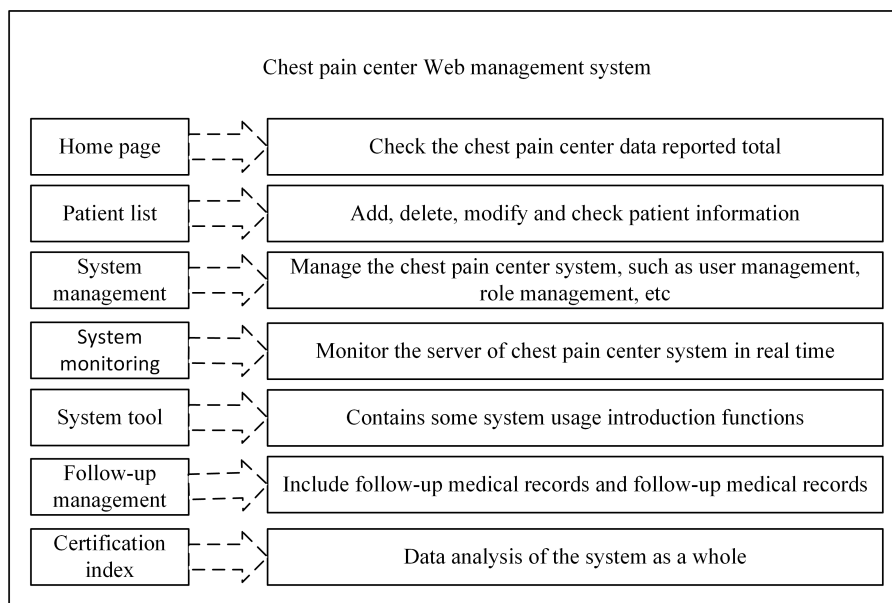 Chest pain center Web management system
Home page
Check the chest pain center data reported total
Patient list
Add, delete, modify and check patient information
System
management
Manage the chest pain center system, such as user management,
role management, etc
System
monitoring
Monitor the server of chest pain center system in real time
System tool
Contains some system usage introduction functions
Follow-up
management
Include follow-up medical records and follow-up medical records
Certification
index
Data analysis of the system as a whole